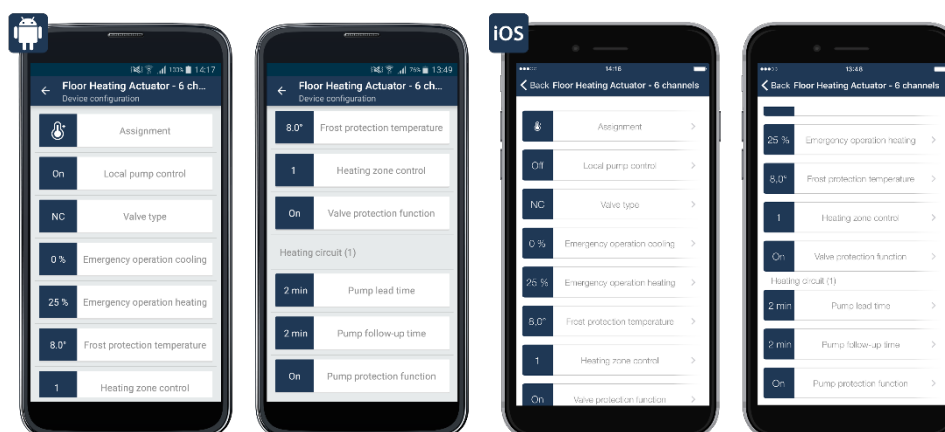 133% 14:17
Floor Heating Actuator - 6 ch...
Device configuration
Assignment
On Local pump control
NC Valve type
0 % Emergency operation cooling
25 % Emergency operation heating
8.0° Frost protection temperature
1 Heating zone control
76% 13:49
Floor Heating Actuator - 6 ch...
Device configuration
8.0° Frost protection temperature
1 Heating zone control
On Valve protection function
Heating circuit (1)
2 min Pump lead time
2 min Pump follow-up time
On Pump protection function
iOS
14:16
Back Floor Heating Actuator - 6 channels
Assignment
Off Local pump control
NC Valve type
0 % Emergency operation cooling
25 % Emergency operation heating
8,0° Frost protection temperature
1 Heating zone control
On Valve protection function
13:48
Back Floor Heating Actuator - 6 channels
25 % Emergency operation heating
8,0° Frost protection temperature
1 Heating zone control
On Valve protection function
Heating circuit (1)
2 min Pump lead time
2 min Pump follow-up time
On Pump protection function